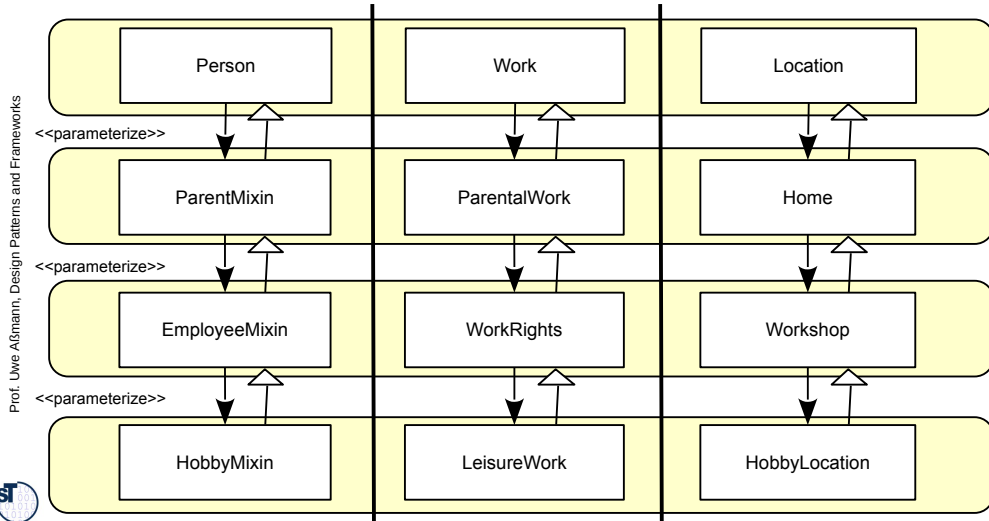 Person
Work
Location
<<parameterize>>
ParentMixin
ParentalWork
Home
<<parameterize>>
EmployeeMixin
WorkRights
Workshop
<<parameterize>>
HobbyMixin
LeisureWork
HobbyLocation
Prof. Uwe Aßmann, Design Patterns and Frameworks
ST